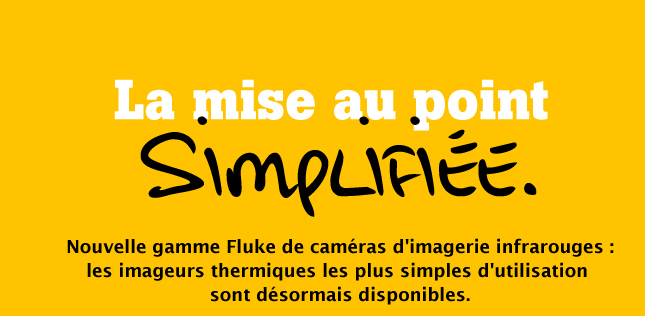 La mise au point
Simplifiée.
Nouvelle gamme Fluke de caméras d'imagerie infrarouges :
les imageurs thermiques les plus simples d'utilisation
sont désormais disponibles.